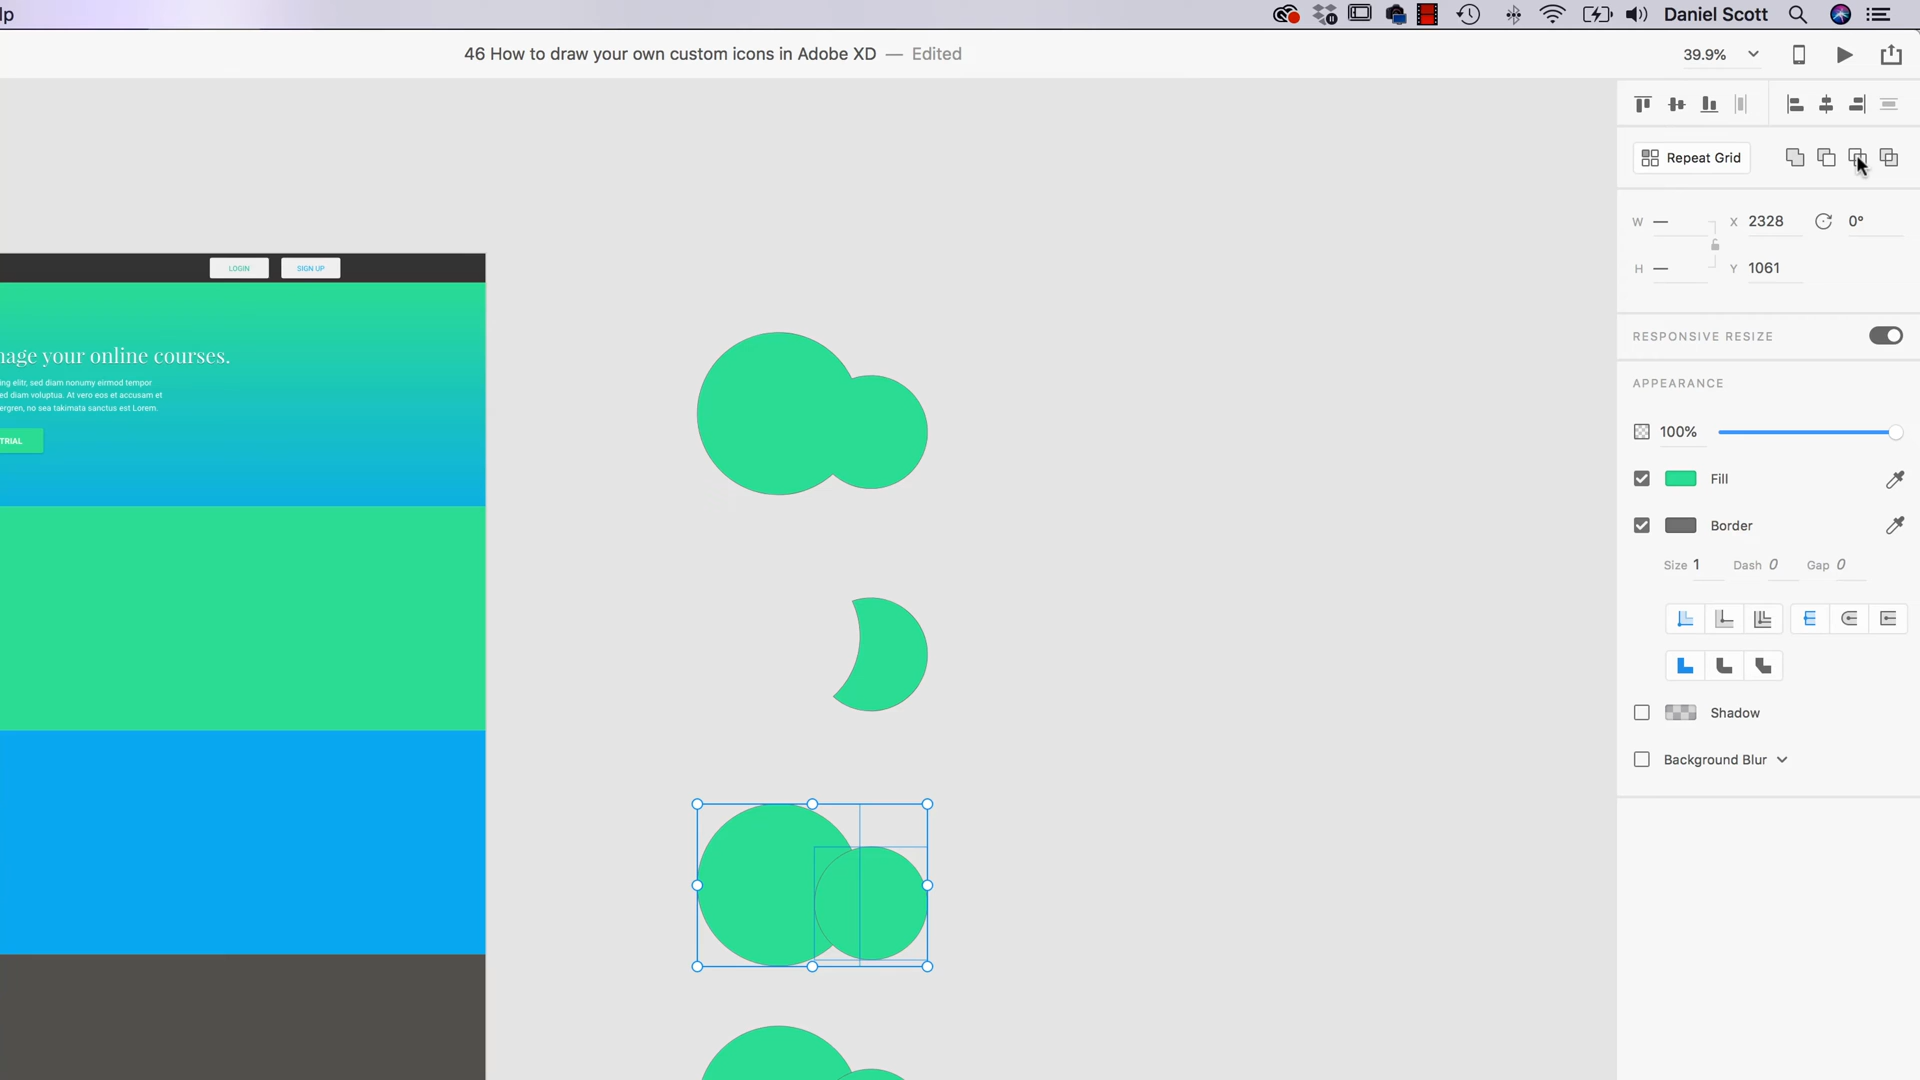 lp
Daniel Scott
46 How to draw your own custom icons in Adobe XD — Edited
39.9%
Repeat Grid
W — X 2328 0°
H — Y 1061
RESPONSIVE RESIZE
APPEARANCE
100%
Fill
Border
Size 1 Dash 0 Gap 0
Shadow
Background Blur
LOGIN SIGN UP
nage your online courses.
ing elitr, sed diam nonumy eirmod tempor
ed diam voluptua. At vero eos et accusam et
ergren, no sea takimata sanctus est Lorem.
TRIAL